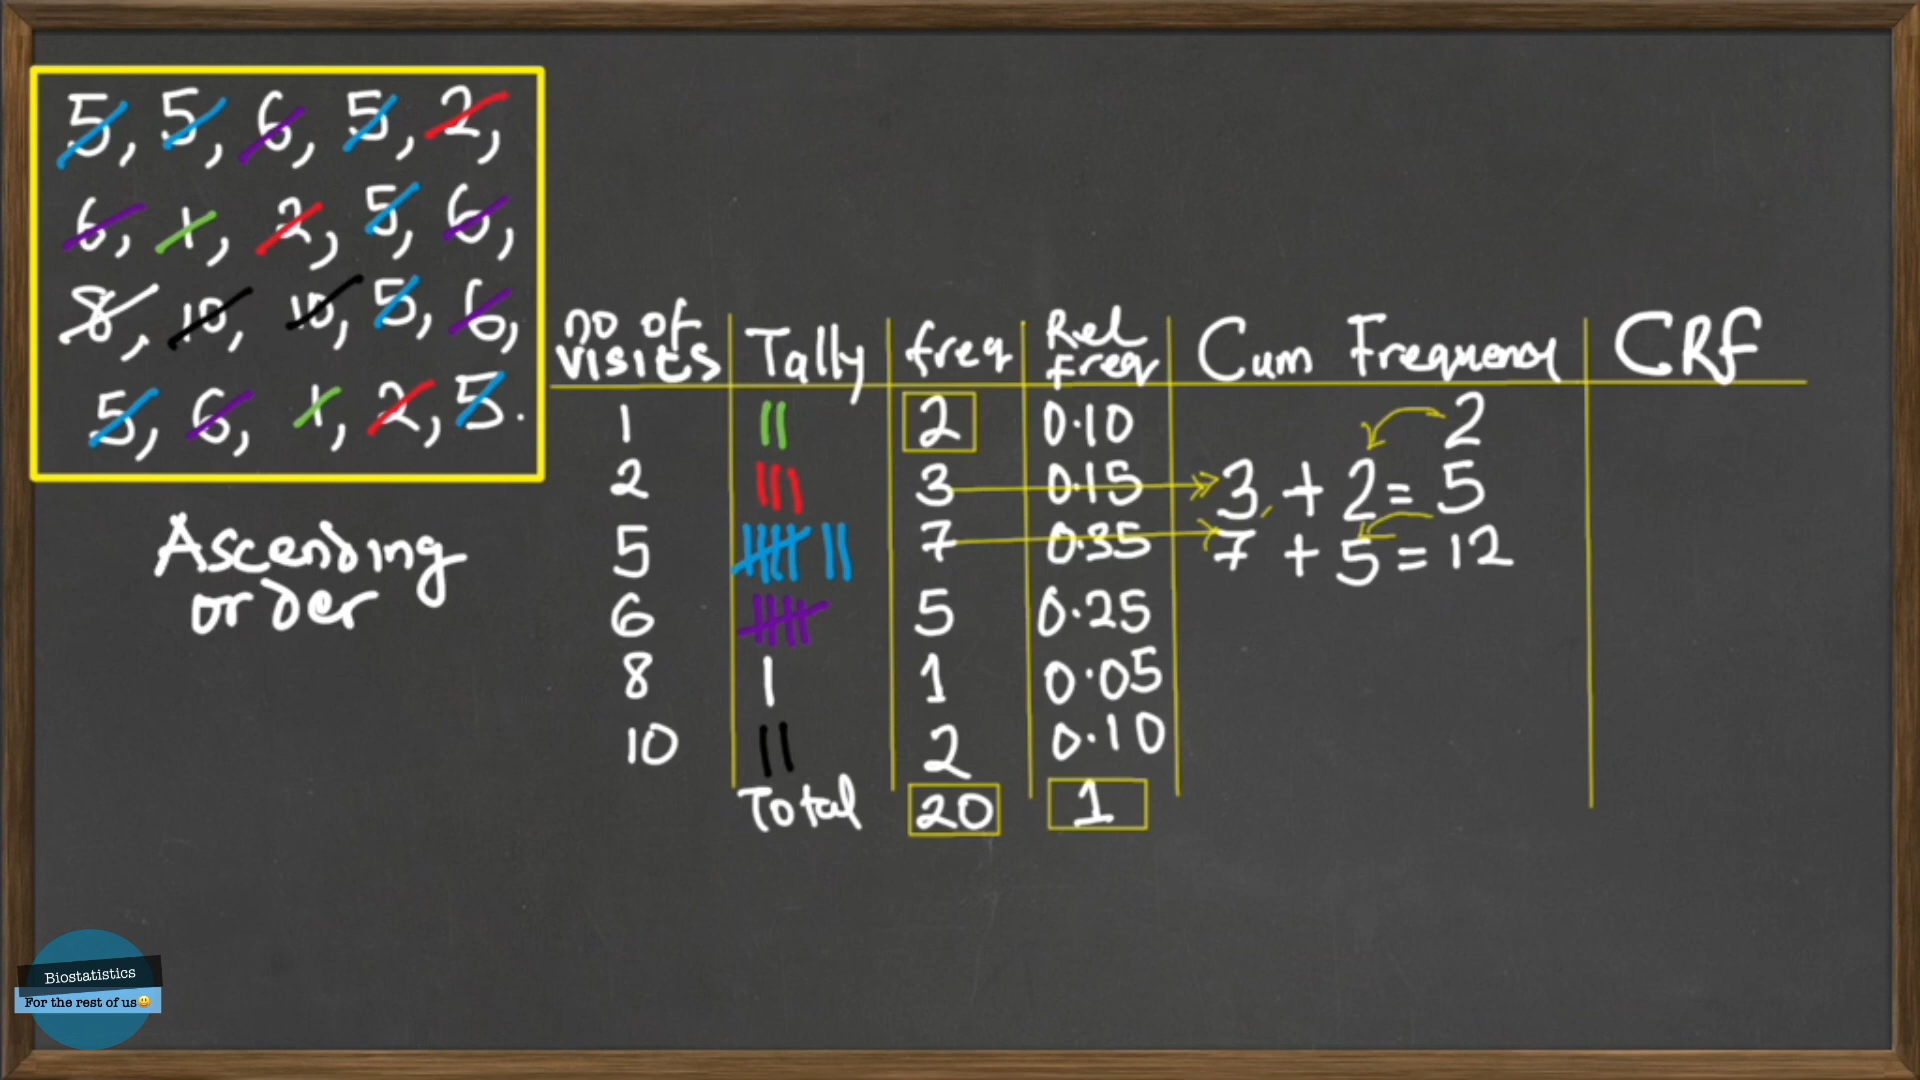 5, 5, 6, 5, 2,
6, 1, 2, 5, 6,
8, 10, 10, 5, 6,
5, 6, 1, 2, 5.
Ascending
order
no of visits Tally freq Rel Freq Cum Frequency CRF
1 || 2 0.10 2
2 ||| 3 0.15 3 + 2 = 5
5 |||| || 7 0.35 7 + 5 = 12
6 |||| 5 0.25
8 | 1 0.05
10 || 2 0.10
Total 20 1
Biostatistics
For the rest of us😃